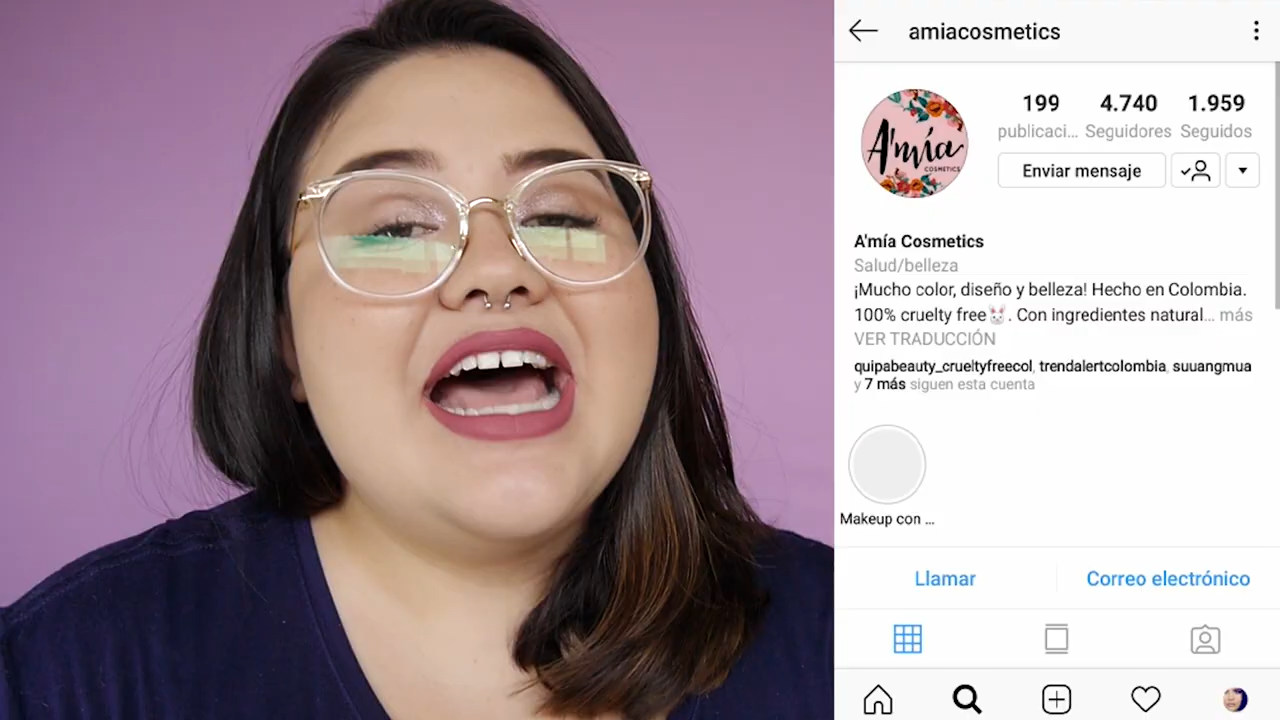 amiacosmetics
199 4.740 1.959
publicaci... Seguidores Seguidos
A'mía
COSMETICS
Enviar mensaje
A'mía Cosmetics
Salud/belleza
¡Mucho color, diseño y belleza! Hecho en Colombia.
100% cruelty free🐰. Con ingredientes natural... más
VER TRADUCCIÓN
quipabeauty_crueltyfreecol, trendalertcolombia, suuangmua
y 7 más siguen esta cuenta
Makeup con ...
Llamar Correo electrónico